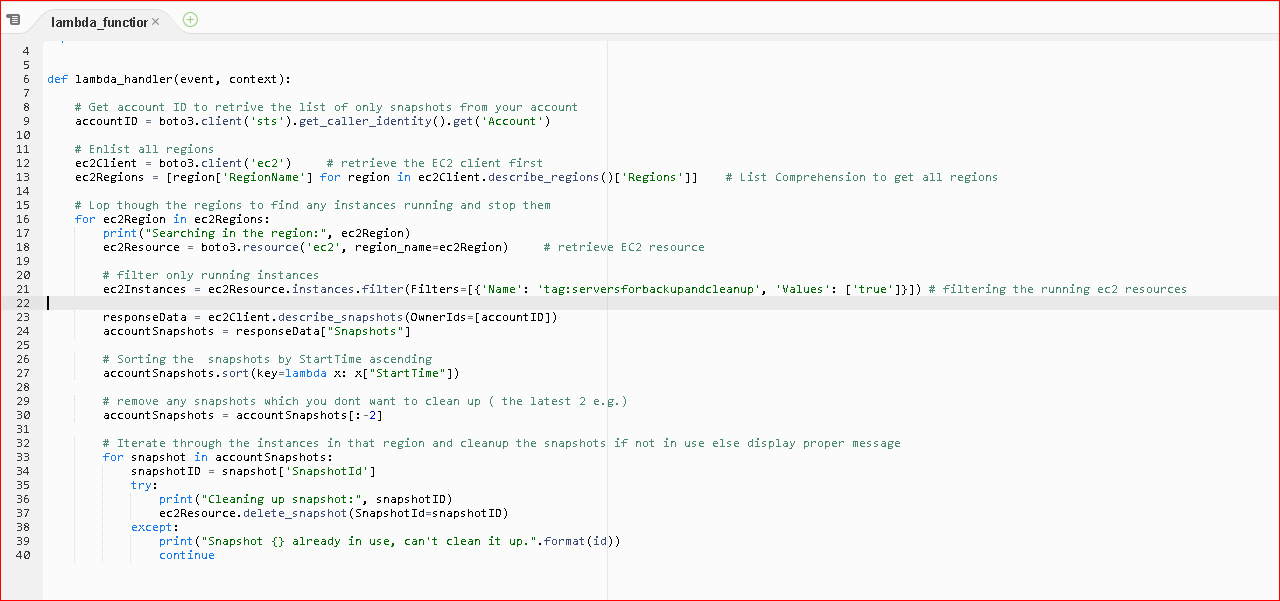 lambda_function
4
5
6 def lambda_handler(event, context):
7
8 # Get account ID to retrive the list of only snapshots from your account
9 accountID = boto3.client('sts').get_caller_identity().get('Account')
10
11 # Enlist all regions
12 ec2Client = boto3.client('ec2') # retrieve the EC2 client first
13 ec2Regions = [region['RegionName'] for region in ec2Client.describe_regions()['Regions']] # List Comprehension to get all regions
14
15 # Lop though the regions to find any instances running and stop them
16 for ec2Region in ec2Regions:
17 print("Searching in the region:", ec2Region)
18 ec2Resource = boto3.resource('ec2', region_name=ec2Region) # retrieve EC2 resource
19
20 # filter only running instances
21 ec2Instances = ec2Resource.instances.filter(Filters=[{'Name': 'tag:serversforbackupandcleanup', 'Values': ['true']}]) # filtering the running ec2 resources
22
23 responseData = ec2Client.describe_snapshots(OwnerIds=[accountID])
24 accountSnapshots = responseData["Snapshots"]
25
26 # Sorting the  snapshots by StartTime ascending
27 accountSnapshots.sort(key=lambda x: x["StartTime"])
28
29 # remove any snapshots which you dont want to clean up ( the latest 2 e.g.)
30 accountSnapshots = accountSnapshots[:-2]
31
32 # Iterate through the instances in that region and cleanup the snapshots if not in use else display proper message
33 for snapshot in accountSnapshots:
34 snapshotID = snapshot['SnapshotId']
35 try:
36 print("Cleaning up snapshot:", snapshotID)
37 ec2Resource.delete_snapshot(SnapshotId=snapshotID)
38 except:
39 print("Snapshot {} already in use, can't clean it up.".format(id))
40 continue